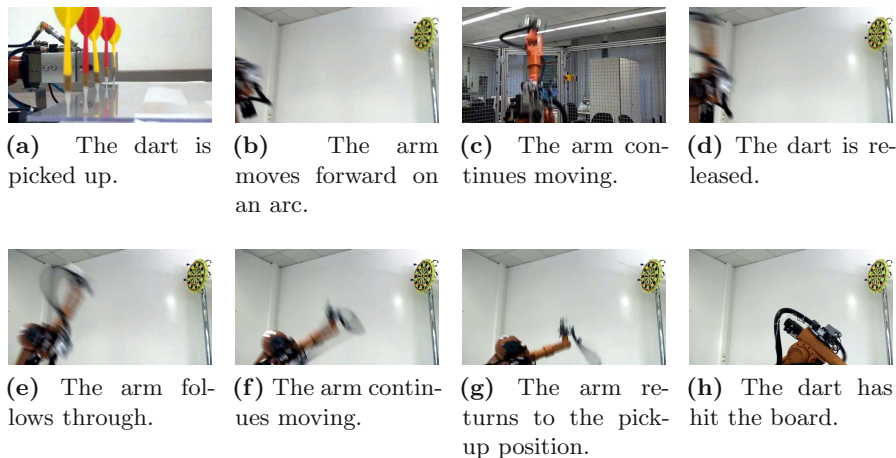 (a) The dart is
picked up.
(b) The arm
moves forward on
an arc.
(c) The arm con-
tinues moving.
(d) The dart is re-
leased.
(e) The arm fol-
lows through.
(f) The arm contin-
ues moving.
(g) The arm re-
turns to the pick-
up position.
(h) The dart has
hit the board.